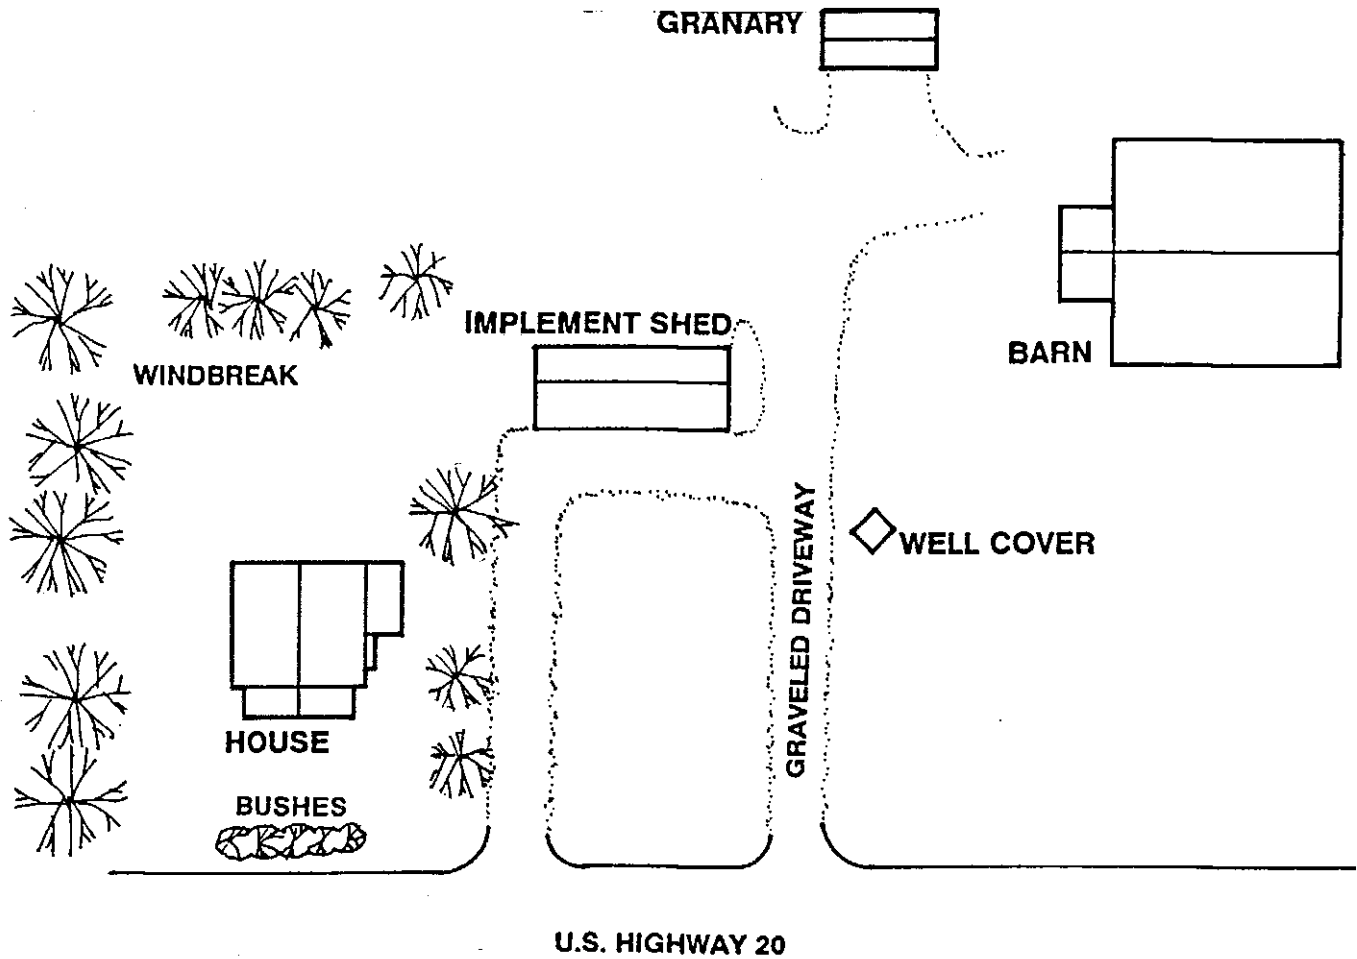 GRANARY
IMPLEMENT SHED
BARN
WINDBREAK
WELL COVER
GRAVELED DRIVEWAY
HOUSE
BUSHES
U.S. HIGHWAY 20